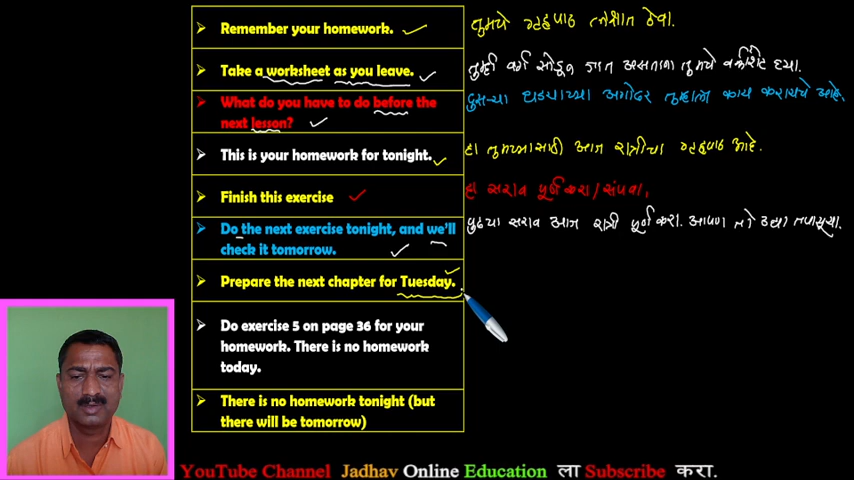 ➢ Remember your homework.
तुमचे गृहपाठ लक्षात ठेवा.
➢ Take a worksheet as you leave.
तुम्ही वर्ग सोडून जात असताना तुमचे वर्कशिट घ्या.
➢ What do you have to do before the
next lesson?
दुसऱ्या धड्याच्या अगोदर तुम्हाला काय करायचे आहे.
➢ This is your homework for tonight.
हा तुमच्यासाठी आज रात्रीचा गृहपाठ आहे.
➢ Finish this exercise
हा सराव पूर्ण करा / संपवा.
➢ Do the next exercise tonight, and we'll
check it tomorrow.
पुढचा सराव आज रात्री पूर्ण करा. आपण तो उद्या तपासूया.
➢ Prepare the next chapter for Tuesday.
➢ Do exercise 5 on page 36 for your
homework. There is no homework
today.
➢ There is no homework tonight (but
there will be tomorrow)
YouTube Channel Jadhav Online Education ला Subscribe करा.